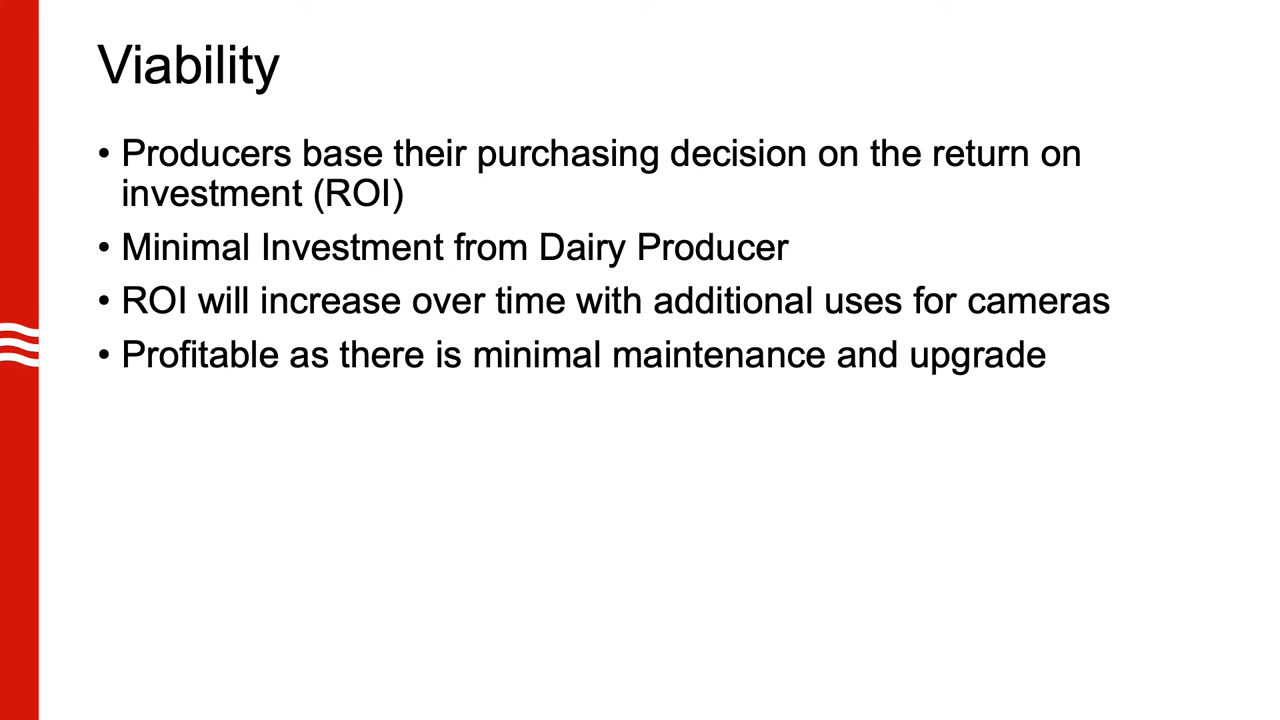 Viability
• Producers base their purchasing decision on the return on
investment (ROI)
• Minimal Investment from Dairy Producer
• ROI will increase over time with additional uses for cameras
• Profitable as there is minimal maintenance and upgrade